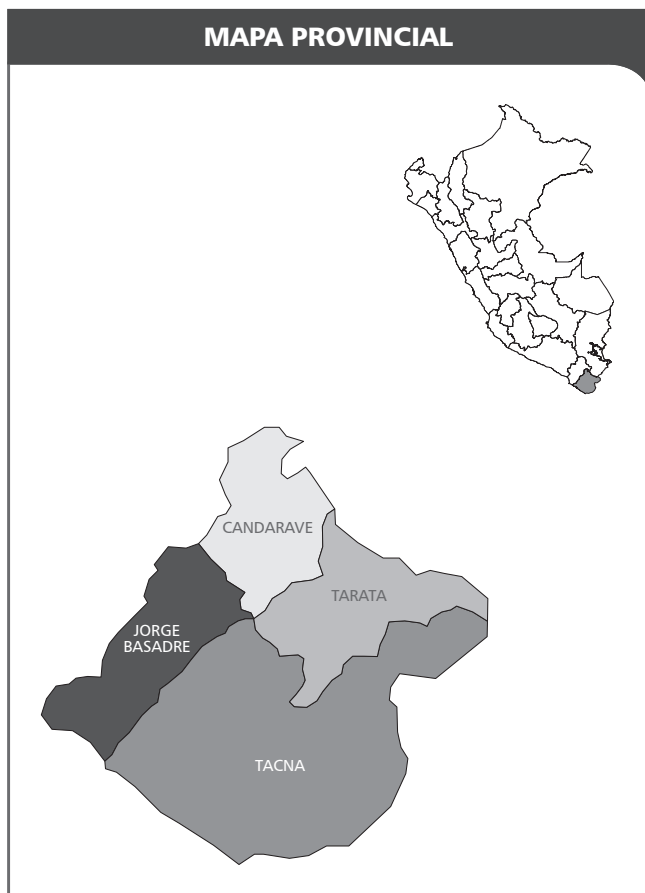 MAPA PROVINCIAL
CANDARAVE
TARATA
JORGE
BASADRE
TACNA